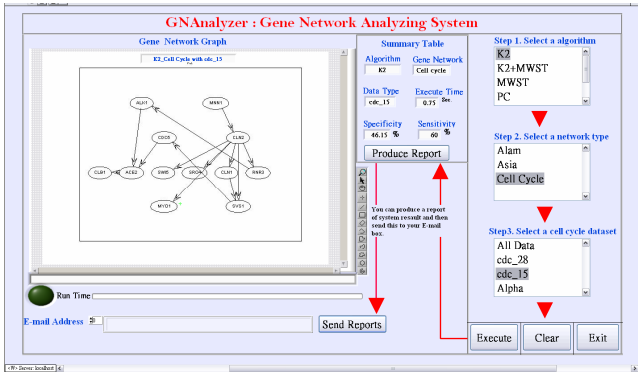 GNAnalyzer : Gene Network Analyzing System
Gene Network Graph
K2_Cell Cycle with cdc_15
ALK1
MNN1
CDC5
CLN2
CLB1
ACE2
SWI5
SRO4
CLN1
RNR3
MYO1
SVS1
Summary Table
Algorithm
Gene Network
K2
Cell cycle
Data Type
Execute Time
cdc_15
0.75 Sec.
Specificity
Sensitivity
46.15 %
60 %
Produce Report
You can produce a report
of system resault and then
send this to your E-mail
box.
Step 1. Select a algorithm
K2
K2+MWST
MWST
PC
Step 2. Select a network type
Alam
Asia
Cell Cycle
Step3. Select a cell cycle dataset
All Data
cdc_28
cdc_15
Alpha
Run Time
E-mail Address
Send Reports
Execute
Clear
Exit
Server: localhost